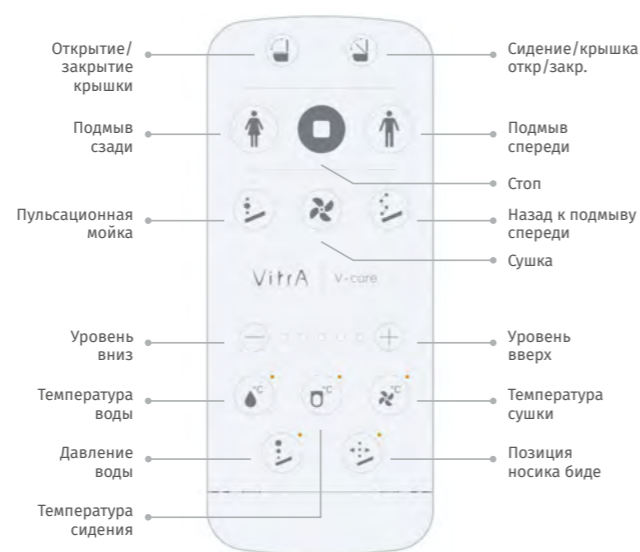 Открытие/
закрытие
крышки
Сидение/крышка
откр/закр.
Подмыв
сзади
Подмыв
спереди
Стоп
Пульсационная
мойка
Назад к подмыву
спереди
Сушка
VitrA | V-care
Уровень
вниз
Уровень
вверх
°C
°C
°C
Температура
воды
Температура
сушки
Давление
воды
Позиция
носика биде
Температура
сидения